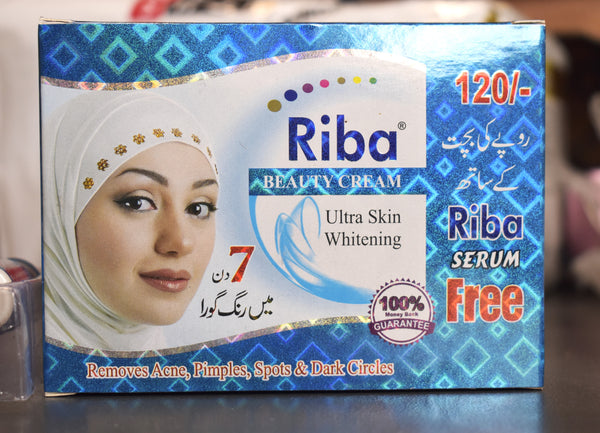 Riba®
BEAUTY CREAM
Ultra Skin
Whitening
7 دن
میں رنگ گورا
120/-
روپے کی بچت
کے ساتھ
Riba
SERUM
Free
100%
Money Back
GUARANTEE
Removes Acne, Pimples, Spots & Dark Circles